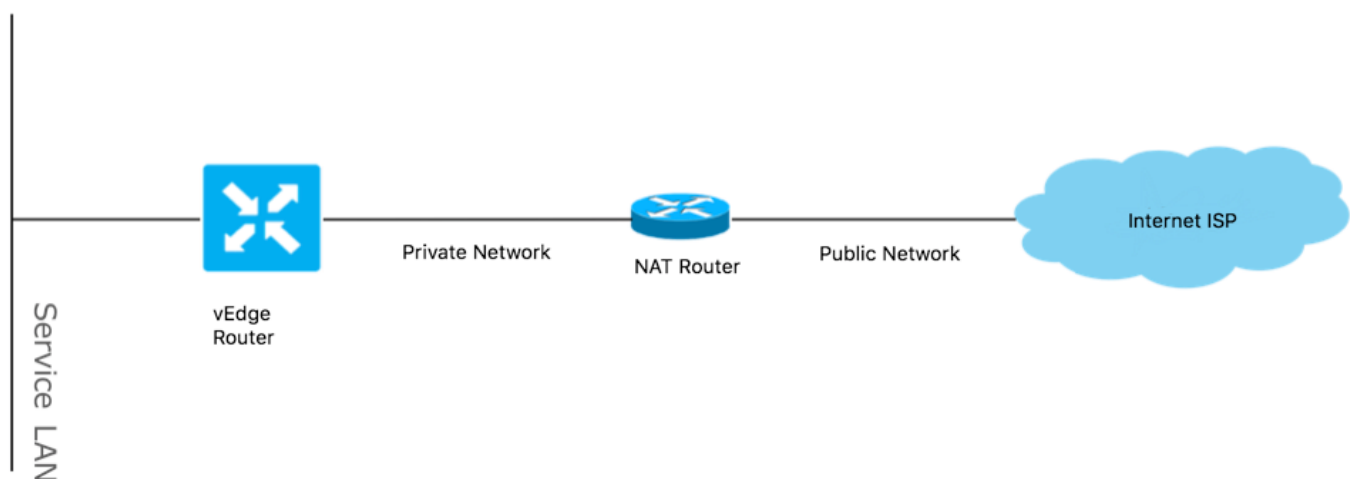 Private Network
NAT Router
Public Network
Internet ISP
vEdge
Router
Service LAN